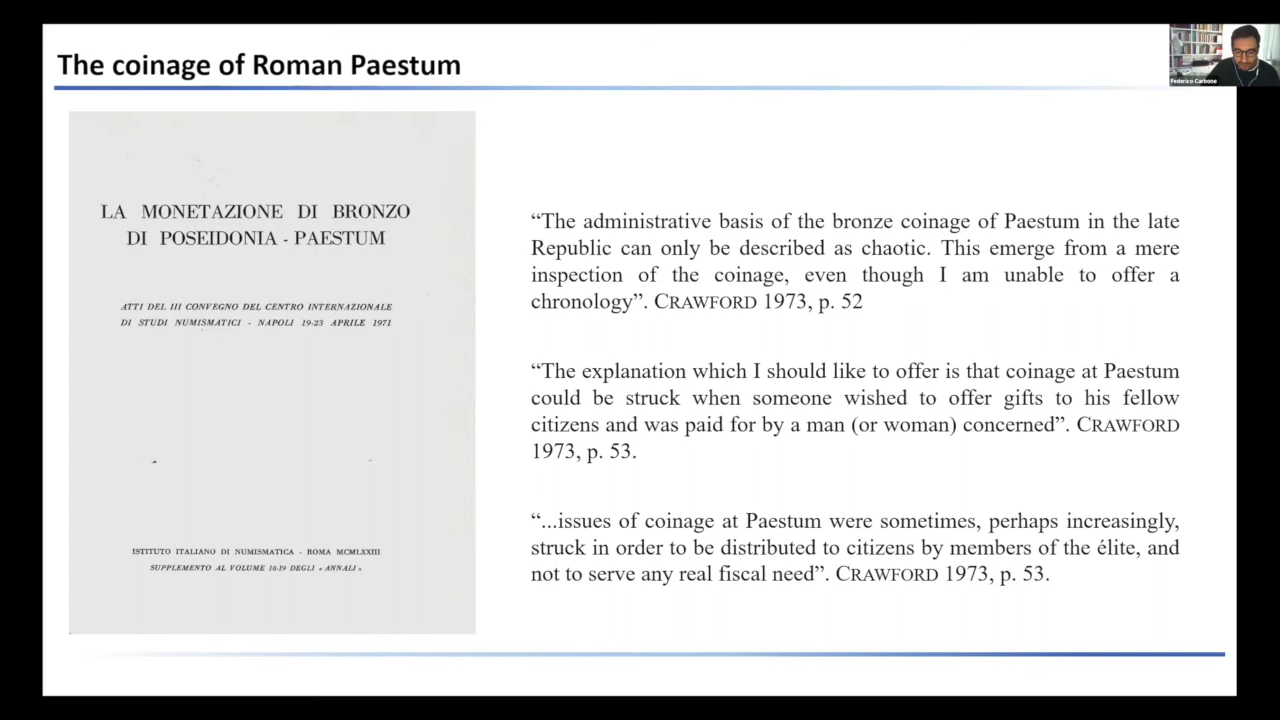 The coinage of Roman Paestum
Federico Carbone
LA MONETAZIONE DI BRONZO
DI POSEIDONIA - PAESTUM
ATTI DEL III CONVEGNO DEL CENTRO INTERNAZIONALE
DI STUDI NUMISMATICI - NAPOLI 19-23 APRILE 1971
ISTITUTO ITALIANO DI NUMISMATICA - ROMA MCMLXXIII
SUPPLEMENTO AL VOLUME 18-19 DEGLI « ANNALI »
“The administrative basis of the bronze coinage of Paestum in the late
Republic can only be described as chaotic. This emerge from a mere
inspection of the coinage, even though I am unable to offer a
chronology”. CRAWFORD 1973, p. 52
“The explanation which I should like to offer is that coinage at Paestum
could be struck when someone wished to offer gifts to his fellow
citizens and was paid for by a man (or woman) concerned”. CRAWFORD
1973, p. 53.
“...issues of coinage at Paestum were sometimes, perhaps increasingly,
struck in order to be distributed to citizens by members of the élite, and
not to serve any real fiscal need”. CRAWFORD 1973, p. 53.